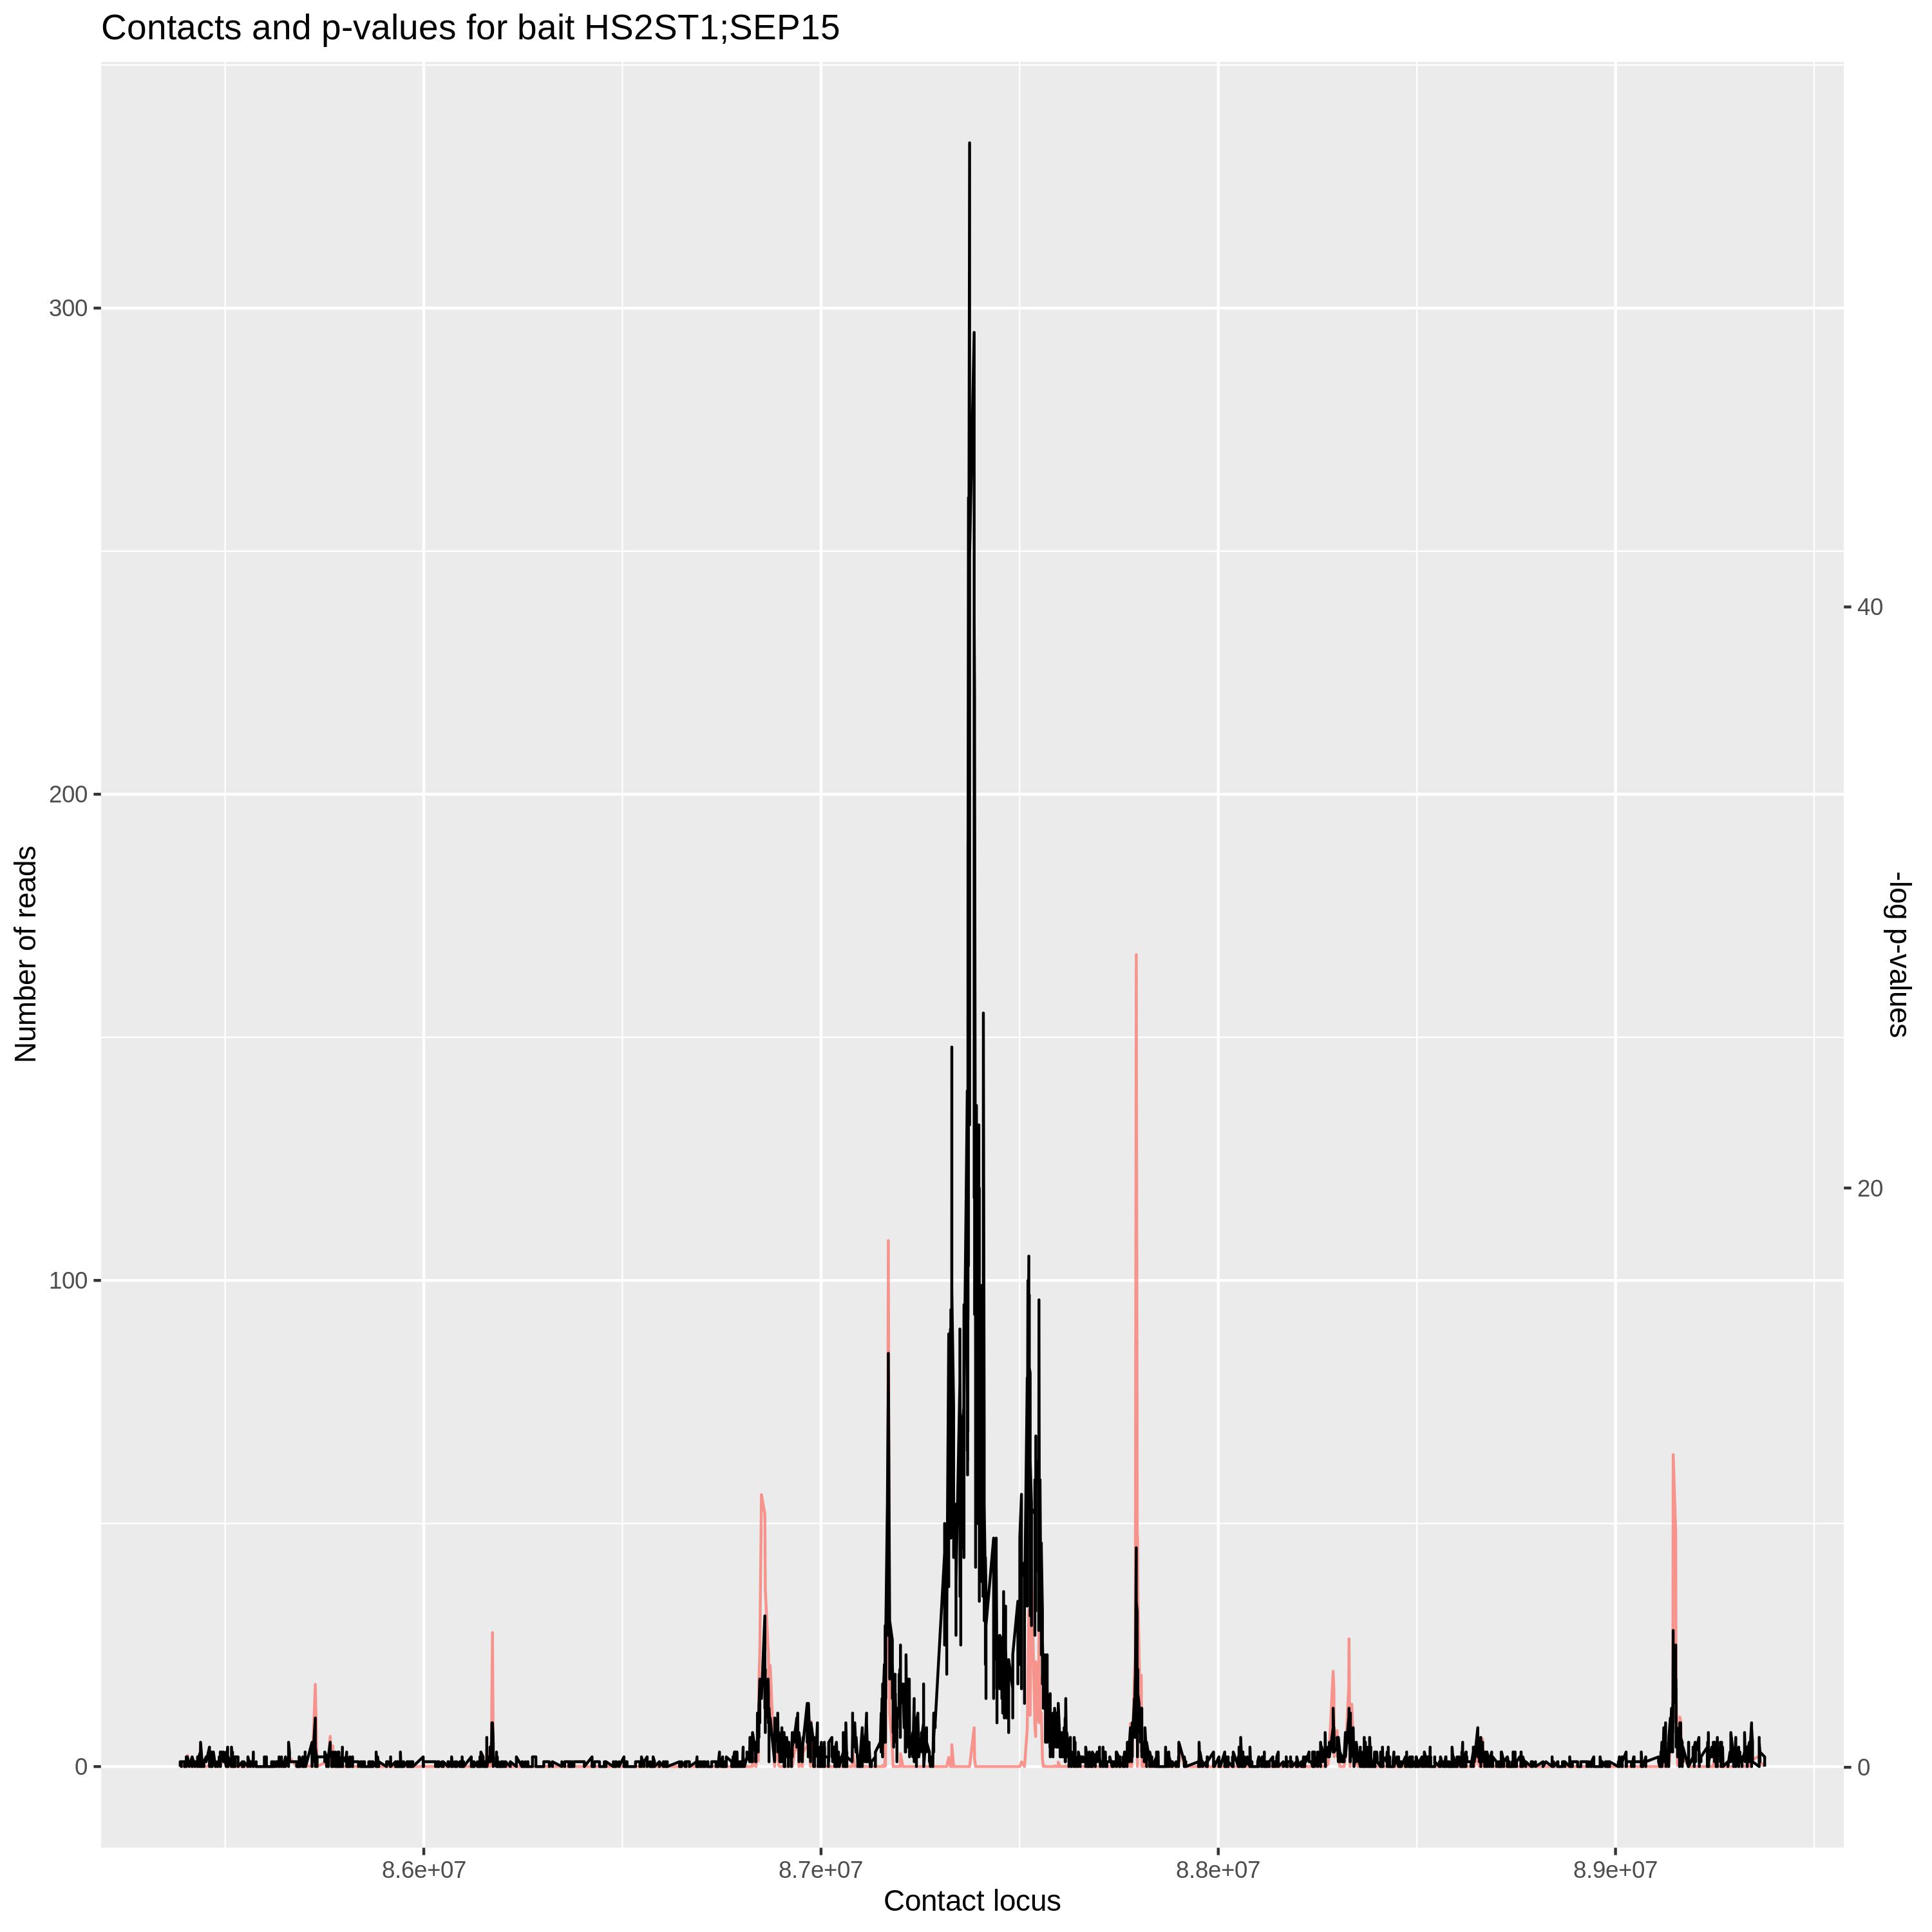 Contacts and p-values for bait HS2ST1;SEP15
Number of reads
300
200
100
0
40
20
0
-log p-values
8.6e+07
8.7e+07
8.8e+07
8.9e+07
Contact locus